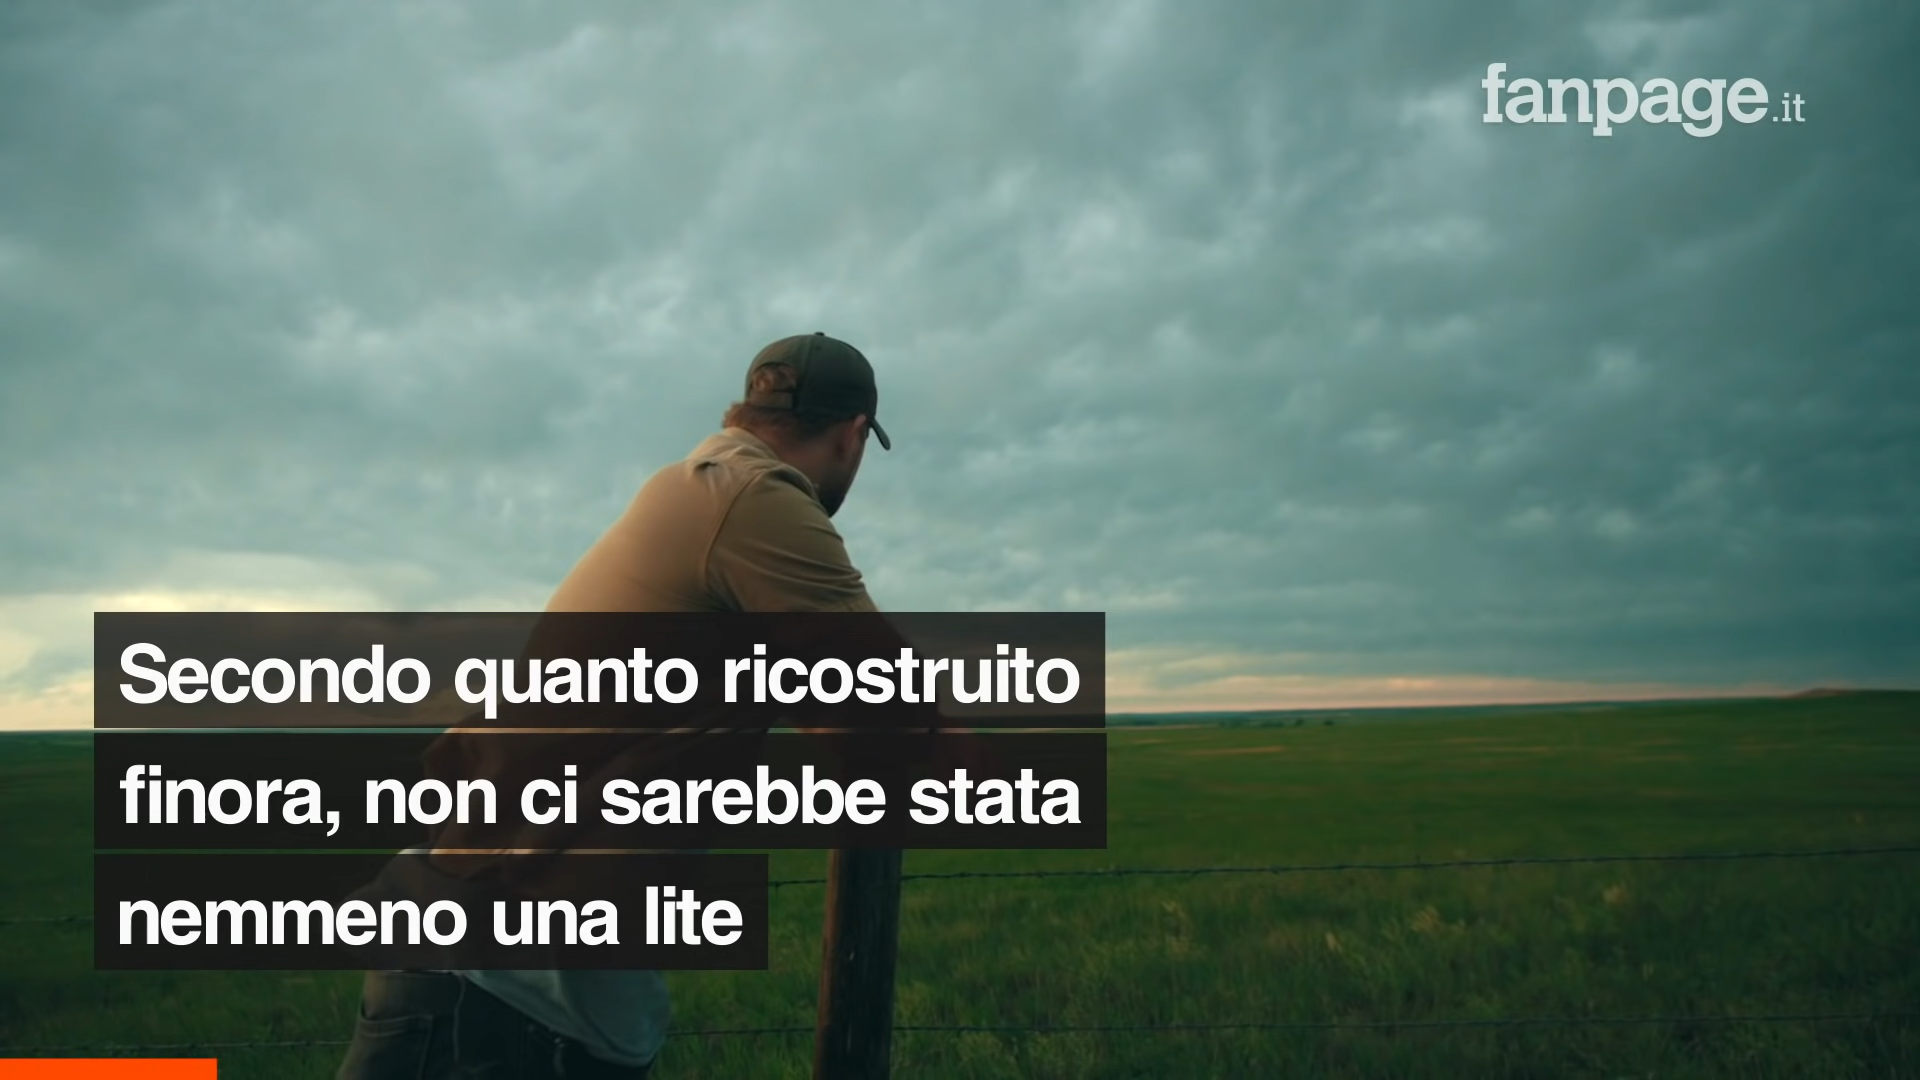 fanpage.it
Secondo quanto ricostruito
finora, non ci sarebbe stata
nemmeno una lite